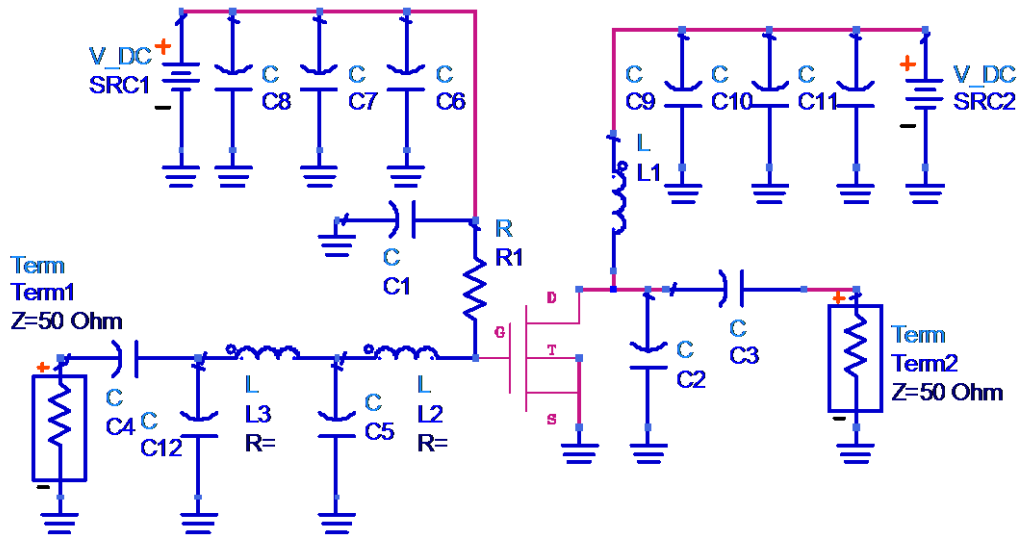 V_DC
SRC1
C
C8
C
C7
C
C6
C
C9
C
C10
C
C11
V_DC
SRC2
L
L1
C
C1
R
R1
Term
Term1
Z=50 Ohm
D
G
T
S
C
C4
C
C12
L
L3
R=
C
C5
L
L2
R=
C
C2
C
C3
Term
Term2
Z=50 Ohm